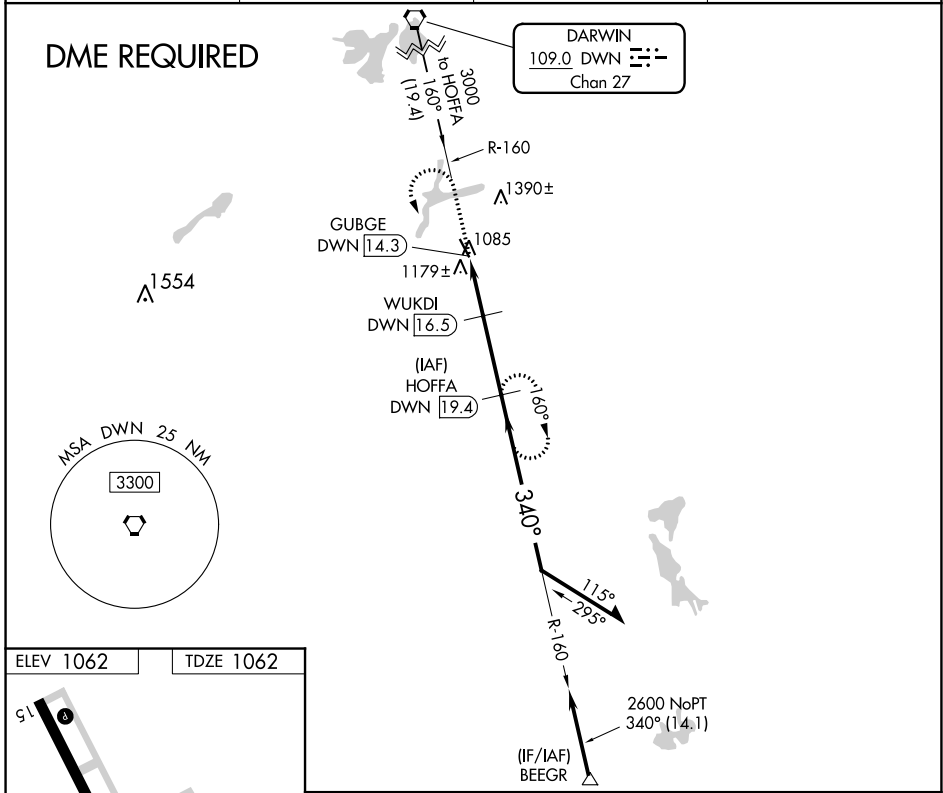 DME REQUIRED
DARWIN
109.0 DWN
Chan 27
3000
to HOFFA
160°
(19.4)
R-160
1390±
GUBGE
DWN 14.3
1085
1179±
1554
WUKDI
DWN 16.5
(IAF)
HOFFA
DWN 19.4
160°
MSA DWN 25 NM
3300
340°
115°
295°
R-160
2600 NoPT
340° (14.1)
(IF/IAF)
BEEGR
ELEV 1062
TDZE 1062
15
P